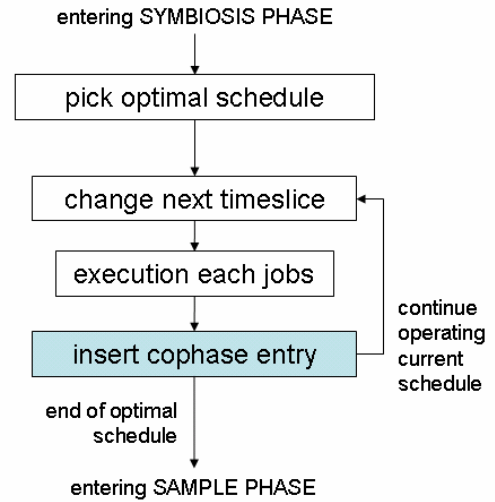 entering SYMBIOSIS PHASE
pick optimal schedule
change next timeslice
execution each jobs
insert cophase entry
continue
operating
current
schedule
end of optimal
schedule
entering SAMPLE PHASE